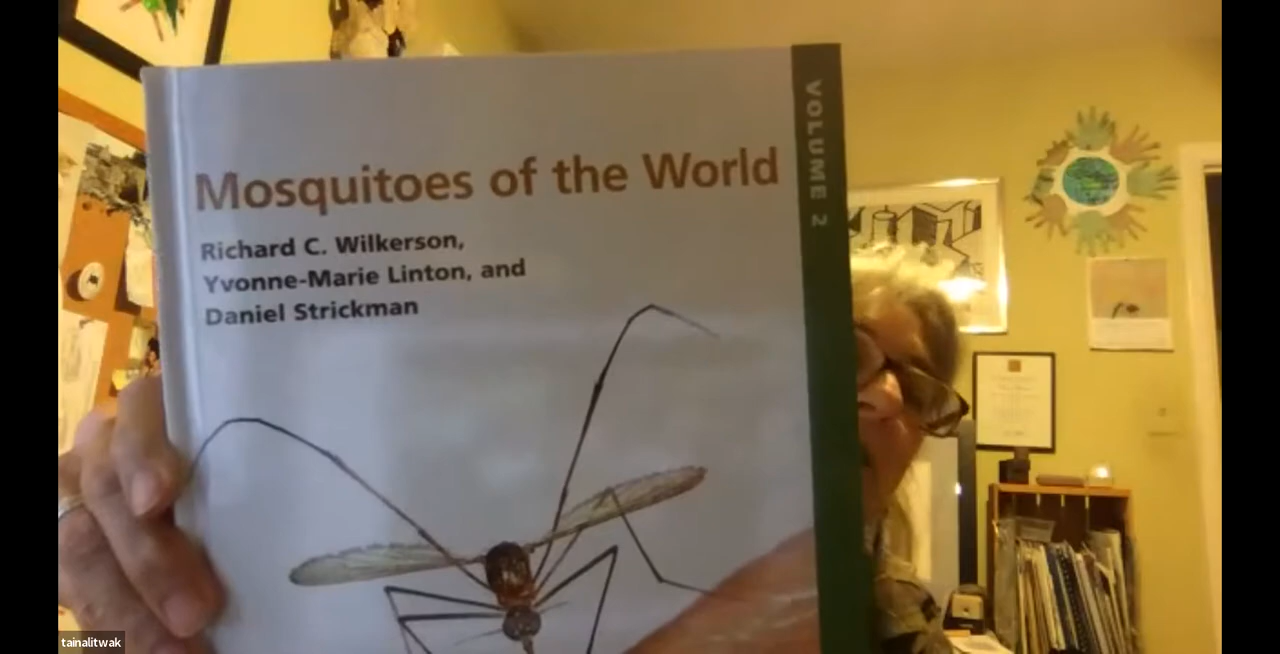 Mosquitoes of the World
Richard C. Wilkerson,
Yvonne-Marie Linton, and
Daniel Strickman
VOLUME 2
tainalitwak